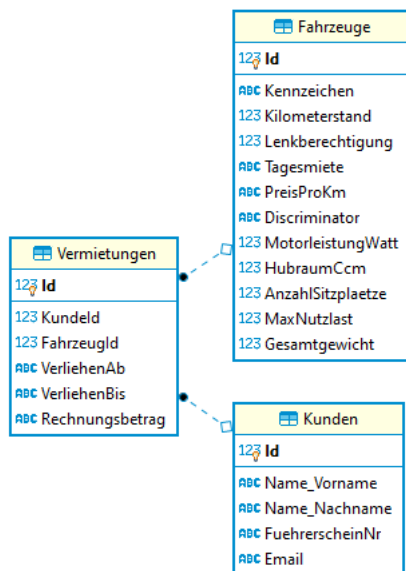 Fahrzeuge
123 Id
ABC Kennzeichen
123 Kilometerstand
123 Lenkberechtigung
ABC Tagesmiete
ABC PreisProKm
ABC Discriminator
123 MotorleistungWatt
123 HubraumCcm
123 AnzahlSitzplaetze
123 MaxNutzlast
123 Gesamtgewicht
Vermietungen
123 Id
123 KundeId
123 FahrzeugId
ABC VerliehenAb
ABC VerliehenBis
ABC Rechnungsbetrag
Kunden
123 Id
ABC Name_Vorname
ABC Name_Nachname
ABC FuehrerscheinNr
ABC Email